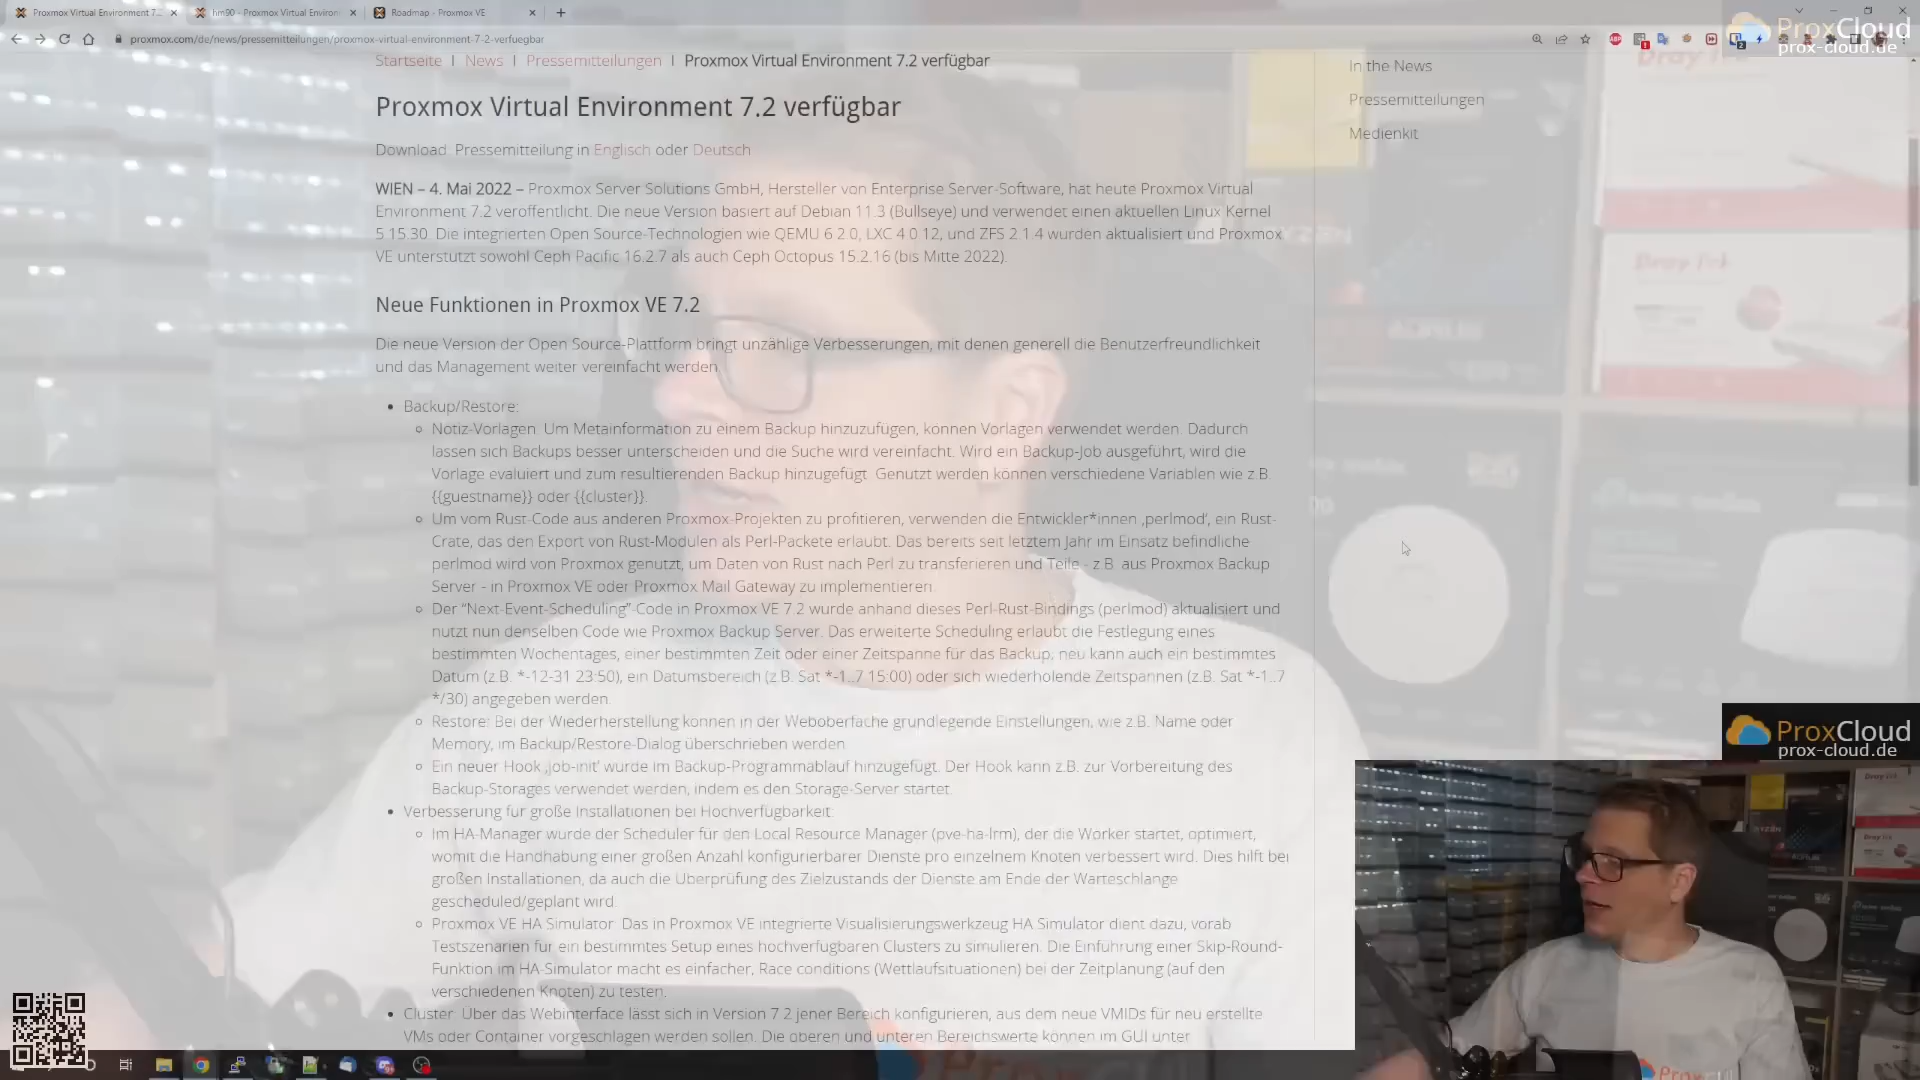 Proxmox Virtual Environment 7...
hm90 - Proxmox Virtual Environ
Roadmap - Proxmox VE
proxmox.com/de/news/pressemitteilungen/proxmox-virtual-environment-7-2-verfuegbar
ProxCloud
prox-cloud.de
Startseite | News | Pressemitteilungen | Proxmox Virtual Environment 7.2 verfügbar
In the News
Pressemitteilungen
Medienkit
Proxmox Virtual Environment 7.2 verfügbar
Download: Pressemitteilung in Englisch oder Deutsch
WIEN – 4. Mai 2022 – Proxmox Server Solutions GmbH, Hersteller von Enterprise Server-Software, hat heute Proxmox Virtual
Environment 7.2 veröffentlicht. Die neue Version basiert auf Debian 11.3 (Bullseye) und verwendet einen aktuellen Linux Kernel
5.15.30. Die integrierten Open Source-Technologien wie QEMU 6.2.0, LXC 4.0.12, und ZFS 2.1.4 wurden aktualisiert und Proxmox
VE unterstützt sowohl Ceph Pacific 16.2.7 als auch Ceph Octopus 15.2.16 (bis Mitte 2022).
Neue Funktionen in Proxmox VE 7.2
Die neue Version der Open Source-Plattform bringt unzählige Verbesserungen, mit denen generell die Benutzerfreundlichkeit
und das Management weiter vereinfacht werden.
Backup/Restore:
Notiz-Vorlagen: Um Metainformation zu einem Backup hinzuzufügen, können Vorlagen verwendet werden. Dadurch
lassen sich Backups besser unterscheiden und die Suche wird vereinfacht. Wird ein Backup-Job ausgeführt, wird die
Vorlage evaluiert und zum resultierenden Backup hinzugefügt. Genutzt werden können verschiedene Variablen wie z.B.
{{guestname}} oder {{cluster}}.
Um vom Rust-Code aus anderen Proxmox-Projekten zu profitieren, verwenden die Entwickler*innen ‚perlmod‘, ein Rust-
Crate, das den Export von Rust-Modulen als Perl-Packete erlaubt. Das bereits seit letztem Jahr im Einsatz befindliche
perlmod wird von Proxmox genutzt, um Daten von Rust nach Perl zu transferieren und Teile - z.B. aus Proxmox Backup
Server - in Proxmox VE oder Proxmox Mail Gateway zu implementieren.
Der “Next-Event-Scheduling”-Code in Proxmox VE 7.2 wurde anhand dieses Perl-Rust-Bindings (perlmod) aktualisiert und
nutzt nun denselben Code wie Proxmox Backup Server. Das erweiterte Scheduling erlaubt die Festlegung eines
bestimmten Wochentages, einer bestimmten Zeit oder einer Zeitspanne für das Backup; neu kann auch ein bestimmtes
Datum (z.B. *-12-31 23:50), ein Datumsbereich (z.B. Sat *-1..7 15:00) oder sich wiederholende Zeitspannen (z.B. Sat *-1..7
*/30) angegeben werden.
Restore: Bei der Wiederherstellung können in der Weboberfäche grundlegende Einstellungen, wie z.B. Name oder
Memory, im Backup/Restore-Dialog überschrieben werden.
Ein neuer Hook ‚job-init‘ wurde im Backup-Programmablauf hinzugefügt. Der Hook kann z.B. zur Vorbereitung des
Backup-Storages verwendet werden, indem es den Storage-Server startet.
Verbesserung für große Installationen bei Hochverfügbarkeit:
Im HA-Manager wurde der Scheduler für den Local Resource Manager (pve-ha-lrm), der die Worker startet, optimiert,
womit die Handhabung einer großen Anzahl konfigurierbarer Dienste pro einzelnem Knoten verbessert wird. Dies hilft bei
großen Installationen, da auch die Überprüfung des Zielzustands der Dienste am Ende der Warteschlange
gescheduled/geplant wird.
Proxmox VE HA Simulator: Das in Proxmox VE integrierte Visualisierungswerkzeug HA Simulator dient dazu, vorab
Testszenarien für ein bestimmtes Setup eines hochverfügbaren Clusters zu simulieren. Die Einführung einer Skip-Round-
Funktion im HA-Simulator macht es einfacher, Race conditions (Wettlaufsituationen) bei der Zeitplanung (auf den
verschiedenen Knoten) zu testen.
Cluster: Über das Webinterface lässt sich in Version 7.2 jener Bereich konfigurieren, aus dem neue VMIDs für neu erstellte
VMs oder Container vorgeschlagen werden sollen. Die oberen und unteren Bereichswerte können im GUI unter
ProxCloud
prox-cloud.de